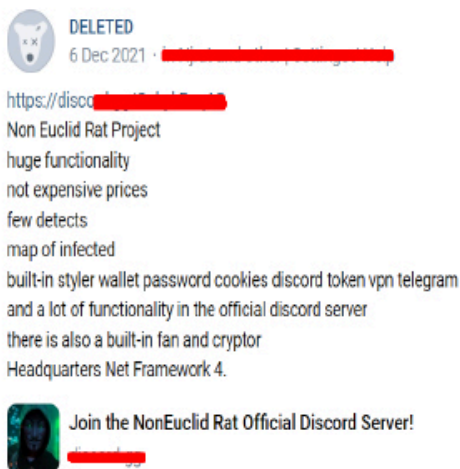 DELETED
6 Dec 2021 ·
https://disco
Non Euclid Rat Project
huge functionality
not expensive prices
few detects
map of infected
built-in styler wallet password cookies discord token vpn telegram
and a lot of functionality in the official discord server
there is also a built-in fan and cryptor
Headquarters Net Framework 4.
Join the NonEuclid Rat Official Discord Server!